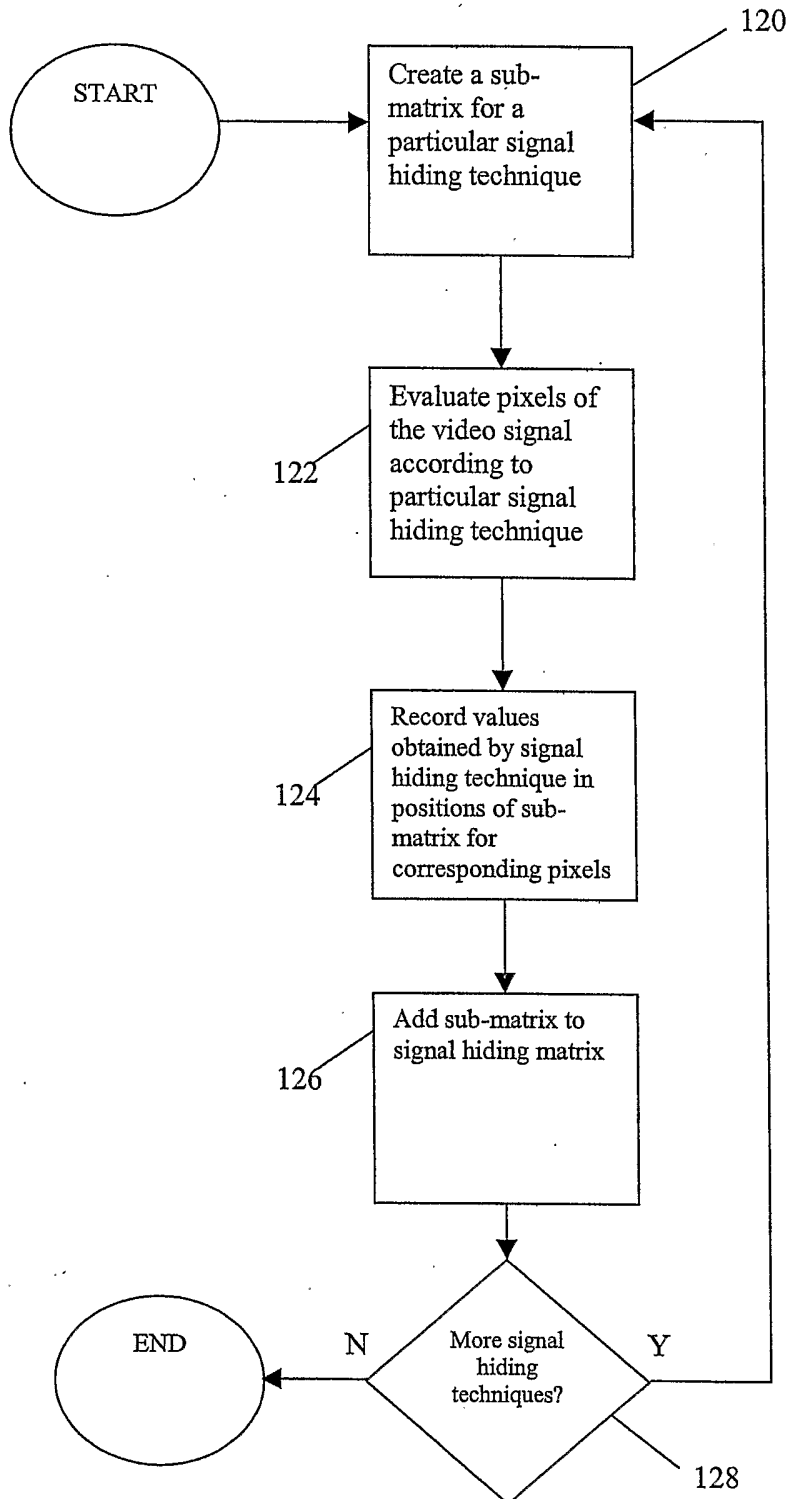 120
START
Create a sub-
matrix for a
particular signal
hiding technique
Evaluate pixels of
the video signal
according to
particular signal
hiding technique
122
Record values
obtained by signal
hiding technique in
positions of sub-
matrix for
corresponding pixels
124
Add sub-matrix to
signal hiding matrix
126
END
N
More signal
hiding
techniques?
Y
128